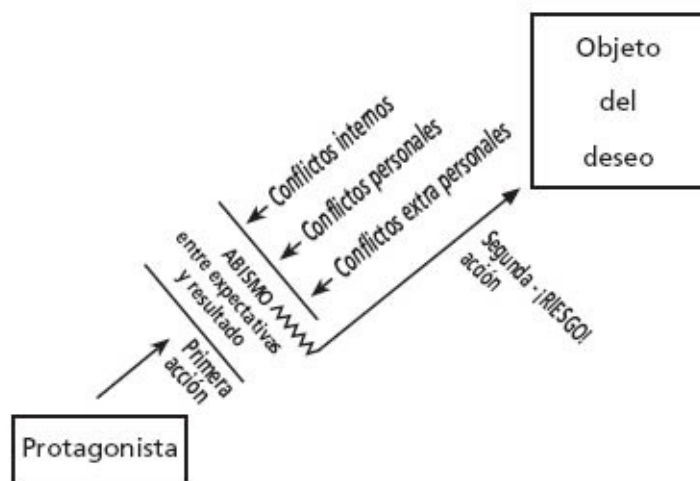 Objeto
del
deseo
Conflictos internos
Conflictos personales
Conflictos extra personales
ABISMO
entre expectativas
y resultado
Segunda - ¡RIESGO!
acción
Primera
acción
Protagonista